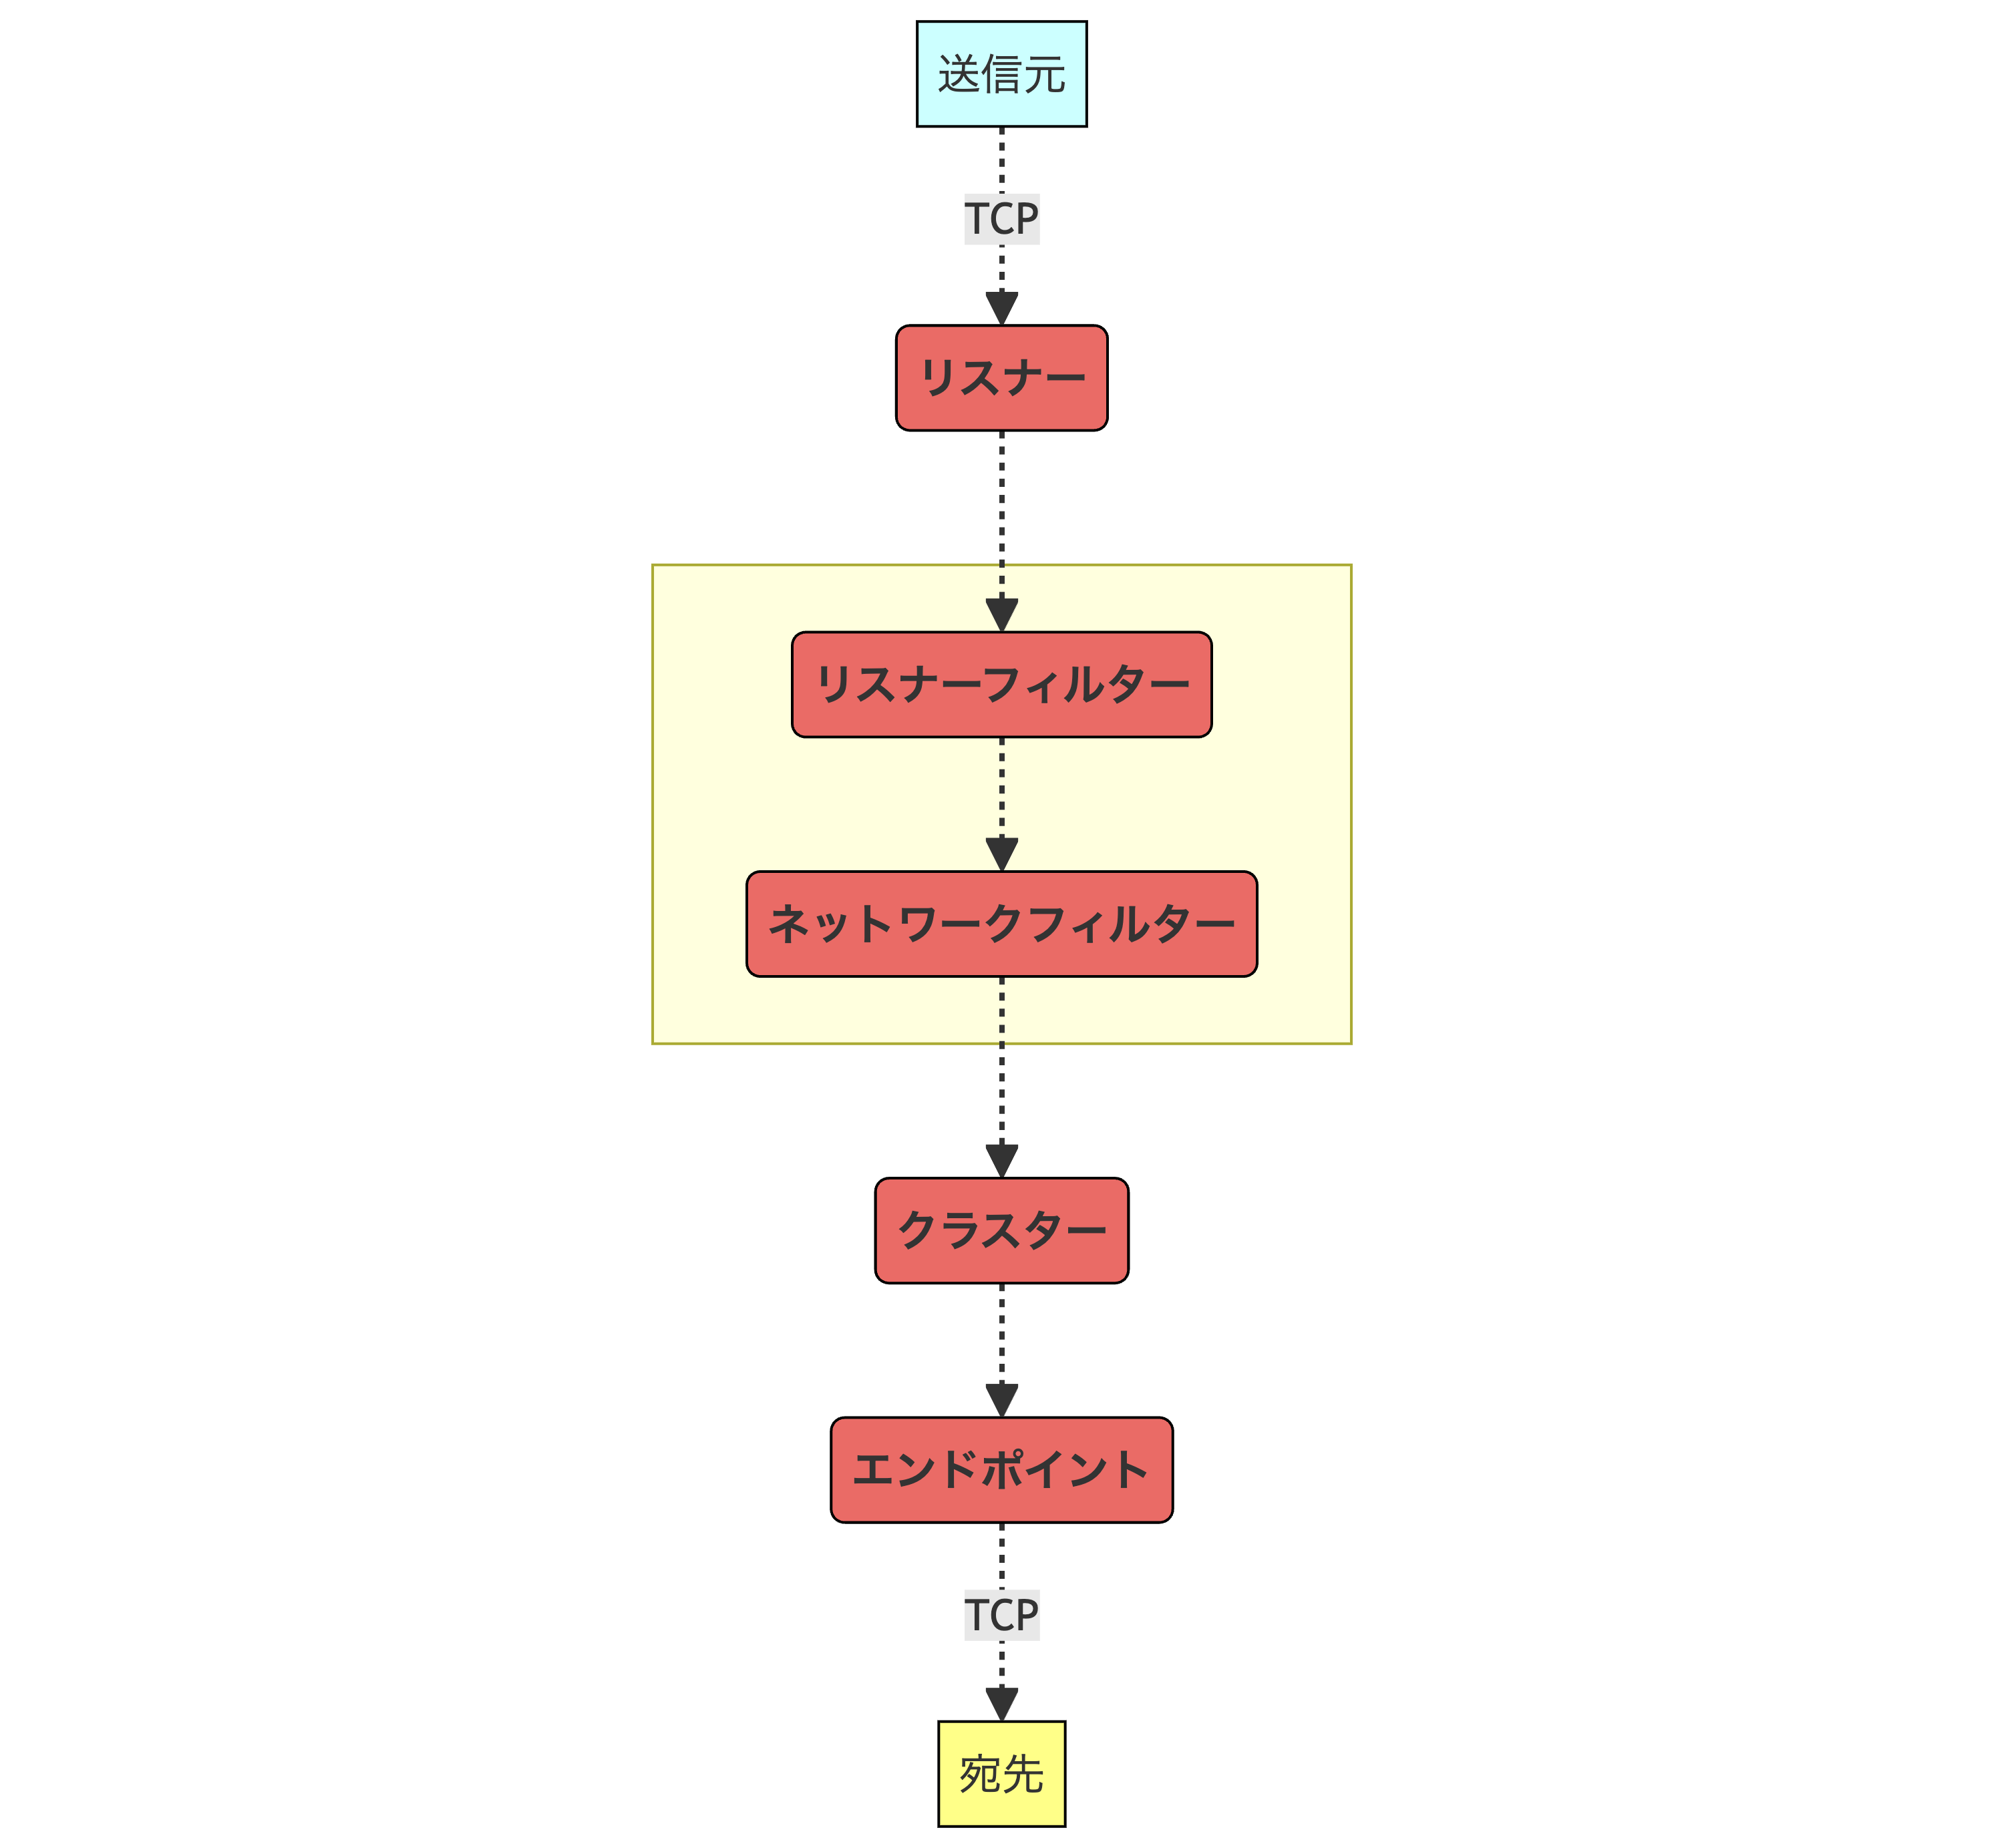 送信元
TCP
リスナー
リスナーフィルター
ネットワークフィルター
クラスター
エンドポイント
TCP
宛先